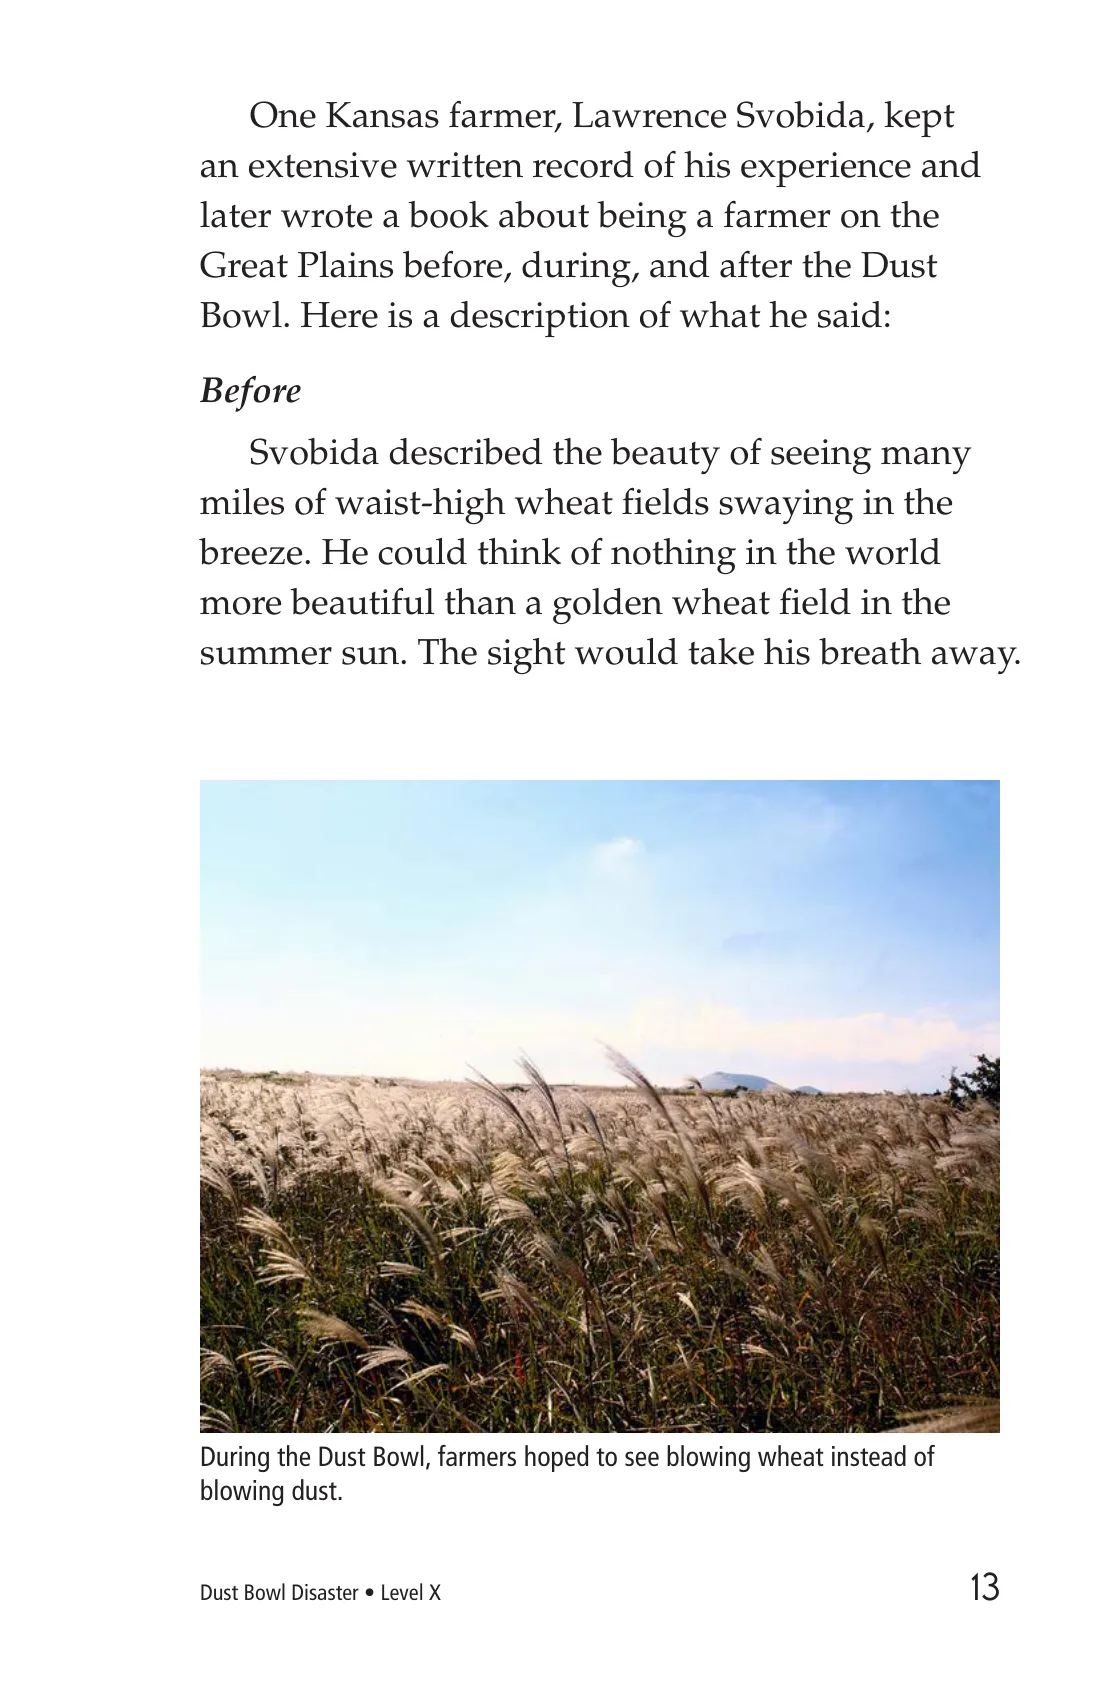 One Kansas farmer, Lawrence Svobida, kept
an extensive written record of his experience and
later wrote a book about being a farmer on the
Great Plains before, during, and after the Dust
Bowl. Here is a description of what he said:
Before
Svobida described the beauty of seeing many
miles of waist-high wheat fields swaying in the
breeze. He could think of nothing in the world
more beautiful than a golden wheat field in the
summer sun. The sight would take his breath away.
During the Dust Bowl, farmers hoped to see blowing wheat instead of
blowing dust.
Dust Bowl Disaster • Level X
13